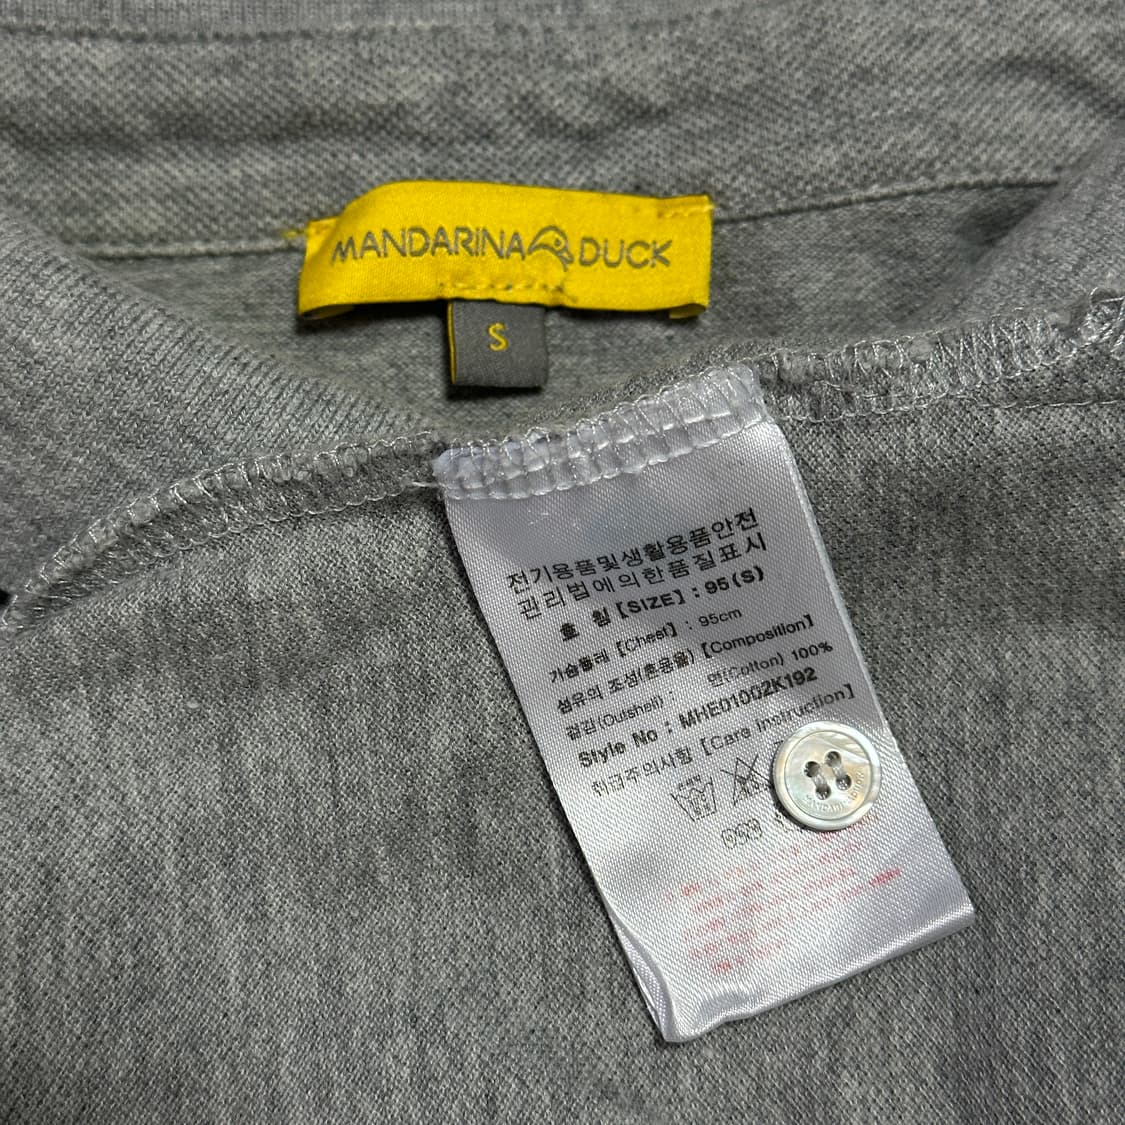 MANDARINA DUCK
S
전기용품및생활용품안전
관리법에의한품질표시
호 칭 [SIZE] : 95 (S)
가슴둘레 [Chest] : 95cm
섬유의 조성(혼용율) [Composition]
겉감(Outshell) : 면(Cotton) 100%
Style No : MHE01002K192
취급주의사항 [Care Instruction]